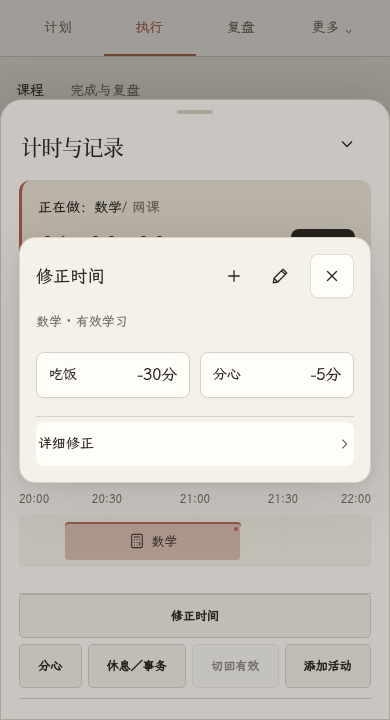 计划 执行 复盘 更多
课程 完成与复盘
计时与记录
正在做：数学/ 网课
修正时间
数学·有效学习
吃饭 -30分 分心 -5分
详细修正
20:00 20:30 21:00 21:30 22:00
数学
修正时间
分心 休息／事务 切回有效 添加活动